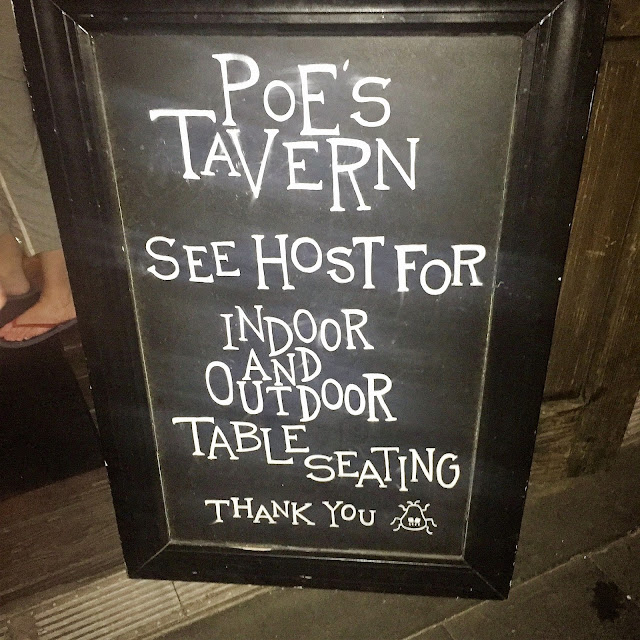 POE'S
TAVERN
SEE HOST FOR
INDOOR
AND
OUTDOOR
TABLE
SEATING
THANK YOU